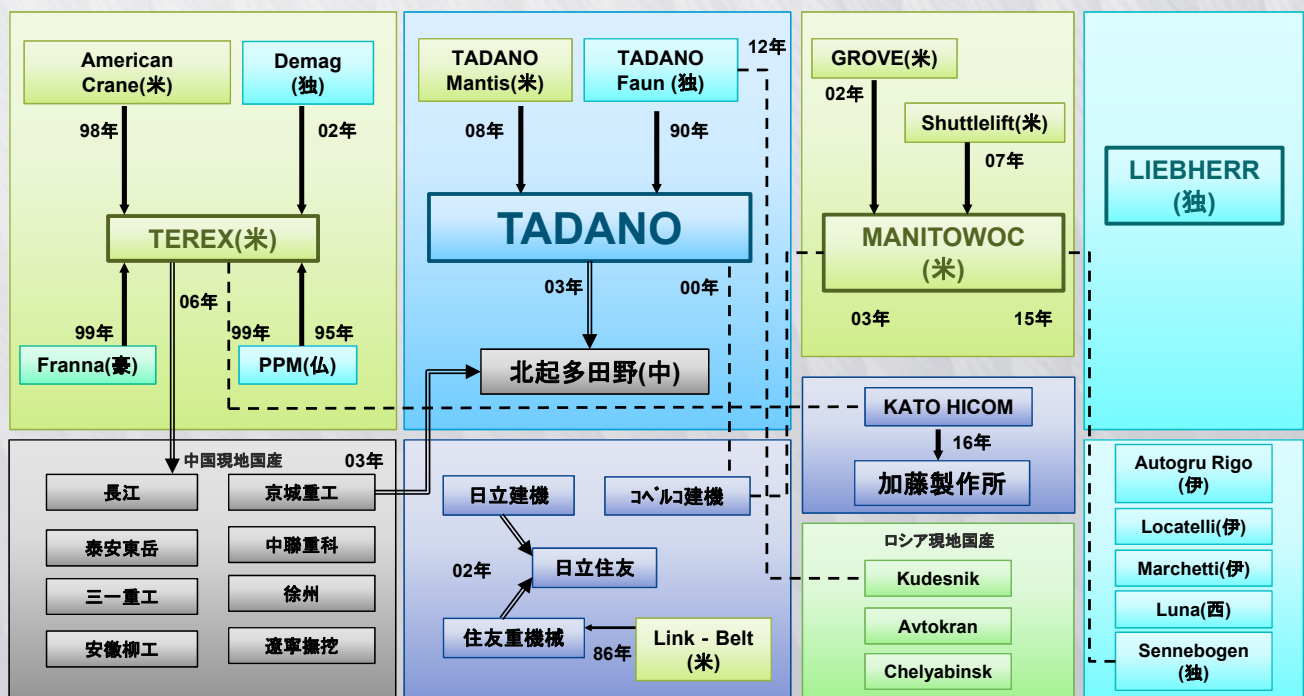 American
Crane(米)
Demag
(独)
98年
02年
TEREX(米)
06年
99年
99年
95年
Franna(豪)
PPM(仏)
TADANO
Mantis(米)
TADANO
Faun (独)
12年
08年
90年
TADANO
03年
00年
北起多田野(中)
GROVE(米)
02年
Shuttlelift(米)
07年
MANITOWOC
(米)
03年
15年
LIEBHERR
(独)
KATO HICOM
16年
加藤製作所
中国現地国産
03年
長江
京城重工
泰安東岳
中聯重科
三一重工
徐州
安徽柳工
遼寧撫挖
日立建機
コベルコ建機
02年
日立住友
住友重機械
86年
Link - Belt
(米)
ロシア現地国産
Kudesnik
Avtokran
Chelyabinsk
Autogru Rigo
(伊)
Locatelli(伊)
Marchetti(伊)
Luna(西)
Sennebogen
(独)